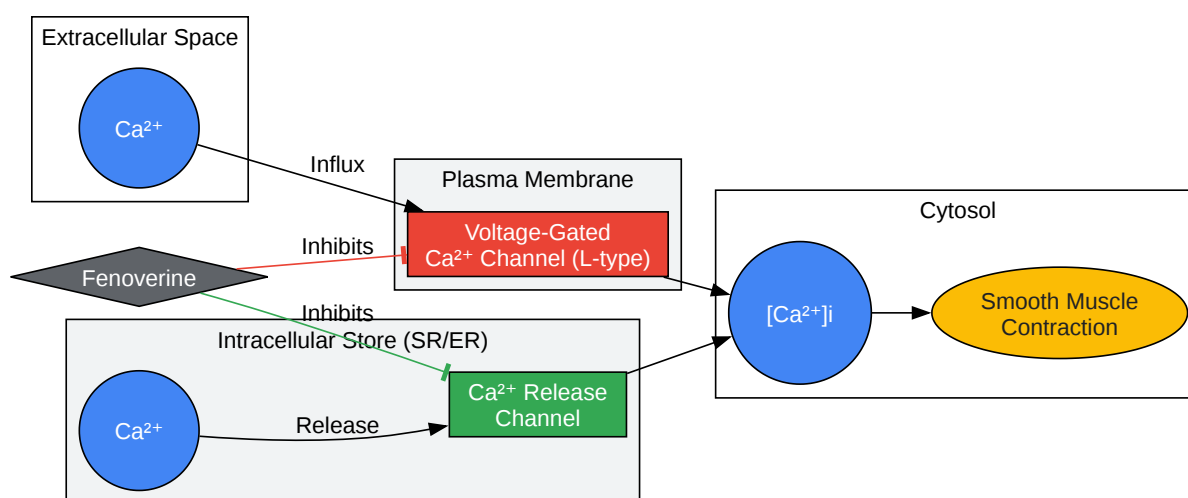 Extracellular Space
Ca²⁺
Influx
Plasma Membrane
Voltage-Gated
Ca²⁺ Channel (L-type)
Cytosol
[Ca²⁺]i
Smooth Muscle
Contraction
Inhibits
Fenoverine
Inhibits
Intracellular Store (SR/ER)
Ca²⁺ Release
Channel
Ca²⁺
Release